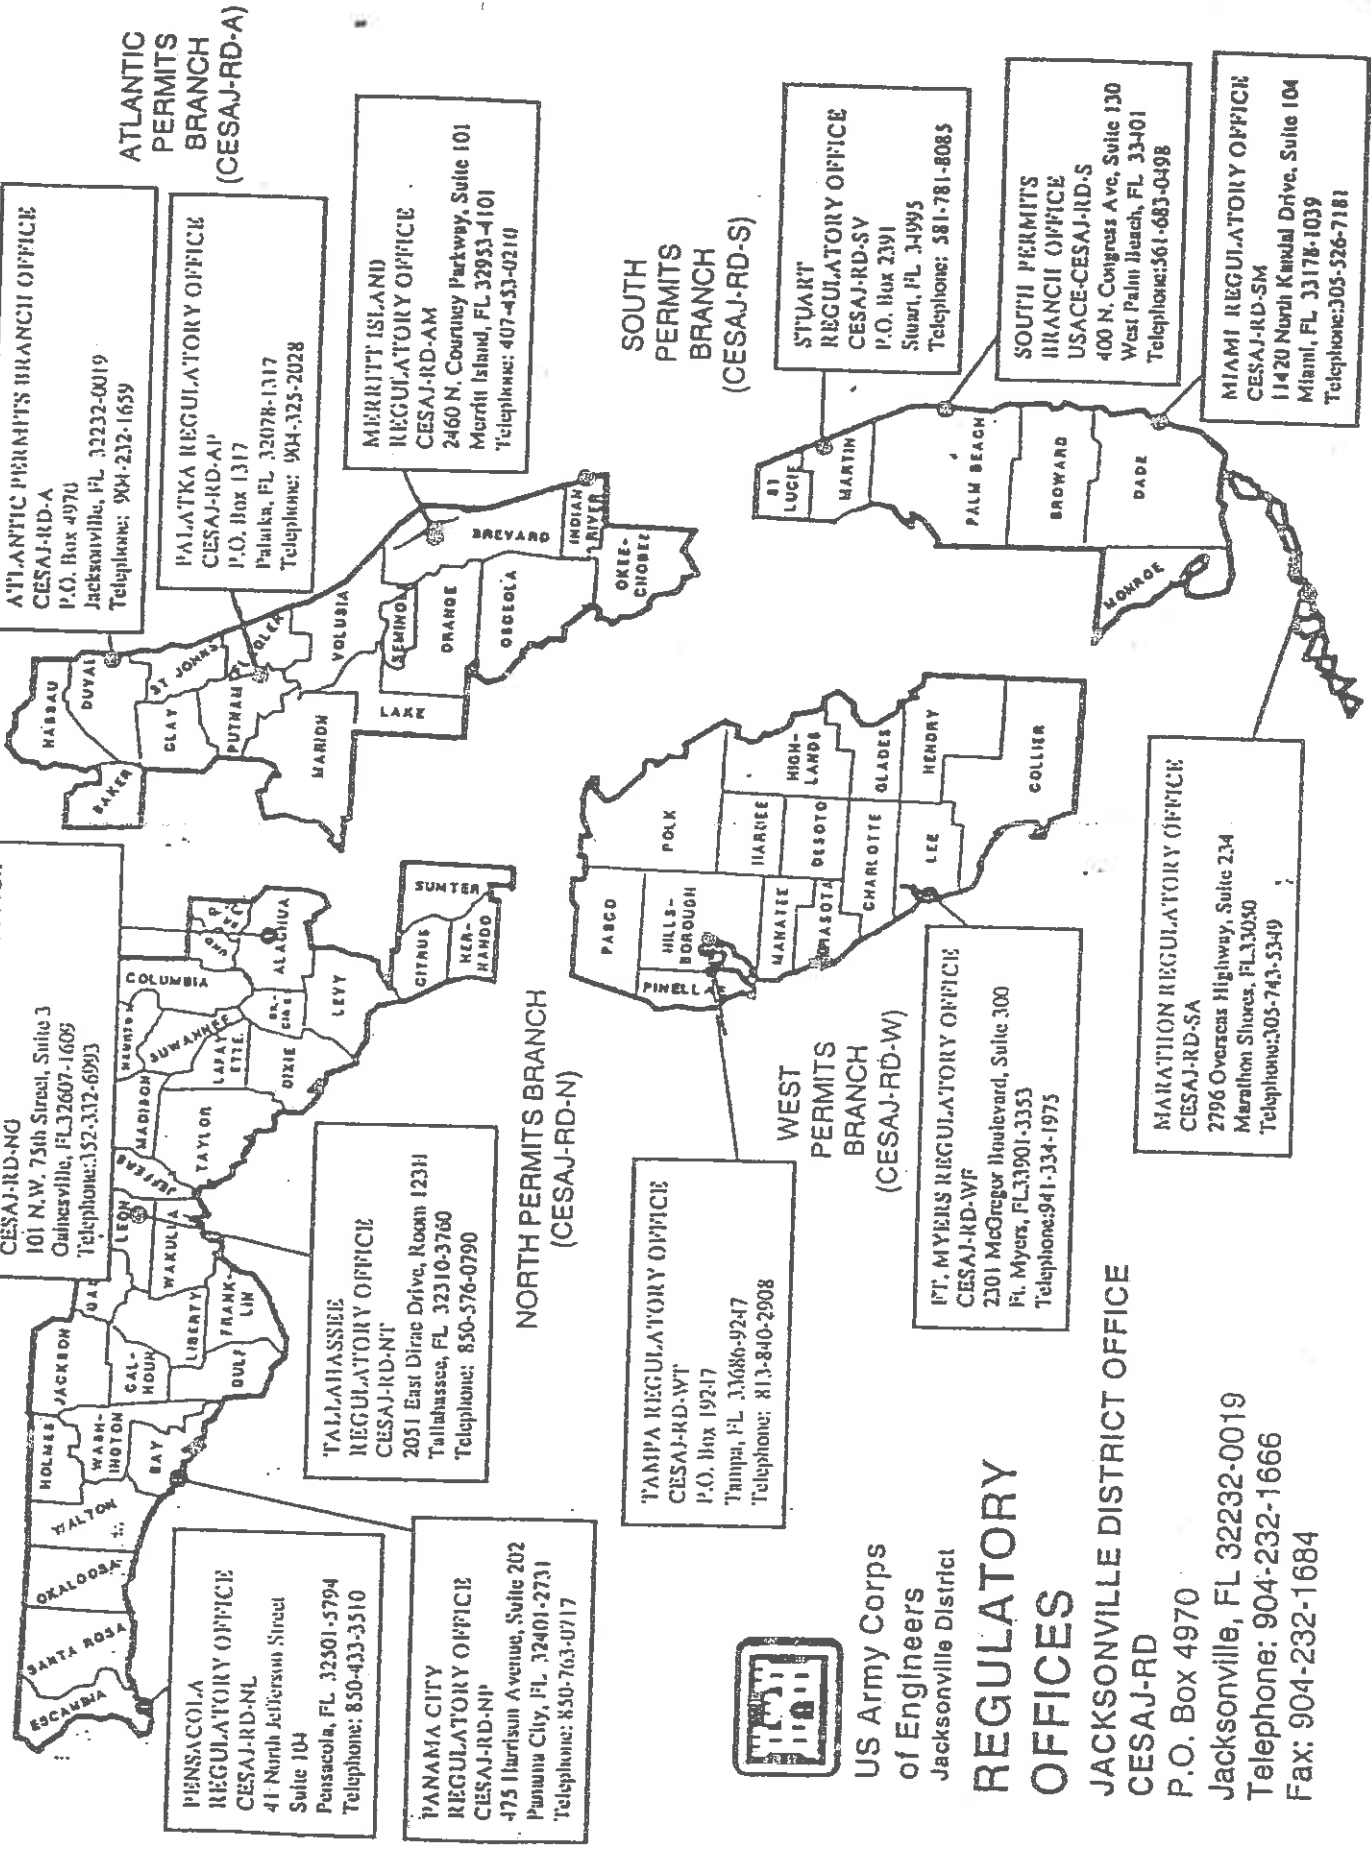 PENSACOLA
REGULATORY OFFICE
CESAJ-RD-NL
41 North Jefferson Street
Suite 104
Pensacola, FL 32501-5794
Telephone: 850-433-3510
PANAMA CITY
REGULATORY OFFICE
CESAJ-RD-NP
475 Harrison Avenue, Suite 202
Panama City, FL 32401-2731
Telephone: 850-763-0717
TALLAHASSEE
REGULATORY OFFICE
CESAJ-RD-NT
2051 East Dirac Drive, Room 123H
Tallahassee, FL 32310-3760
Telephone: 850-576-0790
CESAJ-RD-NG
101 N.W. 75th Street, Suite 3
Gainesville, FL32607-1609
Telephone:352-332-6993
NORTH PERMITS BRANCH
(CESAJ-RD-N)
ESCAMBIA
SANTA ROSA
OKALOOSA
WALTON
HOLMES
WASH-
INGTON
BAY
JACKSON
CAL-
HOUN
GULF
LIBERTY
FRANK-
LIN
WAKULLA
LEON
JEFFERS
MADISON
TAYLOR
SUWANNEE
LAFAY
ETTE
DIXIE
COLUMBIA
ALACHUA
LEVY
CITRUS
SUMTER
HER-
NANDO
ATLANTIC PERMITS BRANCH OFFICE
CESAJ-RD-A
P.O. Box 4970
Jacksonville, FL 32232-0019
Telephone: 904-232-1659
PALATKA REGULATORY OFFICE
CESAJ-RD-AP
P.O. Box 1317
Palatka, FL 32078-1317
Telephone: 904-325-2028
MERRITT ISLAND
REGULATORY OFFICE
CESAJ-RD-AM
2460 N. Courtney Parkway, Suite 101
Merritt Island, FL 32953-4101
Telephone: 407-453-0210
ATLANTIC
PERMITS
BRANCH
(CESAJ-RD-A)
NASSAU
DUVAL
BAKER
CLAY
ST JOHNS
PUTNAM
MARION
VOLUSIA
LAKE
SEMINOL
ORANGE
BREVARD
OSCEOLA
INDIAN
RIVER
OKEE-
CHOBEE
TAMPA REGULATORY OFFICE
CESAJ-RD-WT
P.O. Box 19247
Tampa, FL 33686-9247
Telephone: 813-840-2908
WEST
PERMITS
BRANCH
(CESAJ-RD-W)
FT. MYERS REGULATORY OFFICE
CESAJ-RD-WF
2301 McGregor Boulevard, Suite 300
Ft. Myers, FL33901-3353
Telephone:941-334-1975
PASCO
HILLS-
BOROUGH
PINELLA
POLK
MANATEE
HARDEE
HIGH-
LANDS
DESOTO
CHARLOTTE
GLADES
LEE
HENDRY
COLLIER
SOUTH
PERMITS
BRANCH
(CESAJ-RD-S)
STUART
REGULATORY OFFICE
CESAJ-RD-SV
P.O. Box 2391
Stuart, FL 34995
Telephone: 581-781-8085
SOUTH PERMITS
BRANCH OFFICE
USACE-CESAJ-RD-S
400 N. Congress Ave, Suite 130
West Palm Beach, FL 33401
Telephone:561-683-0498
MIAMI REGULATORY OFFICE
CESAJ-RD-SM
11420 North Kendal Drive, Suite 104
Miami, FL 33178-1039
Telephone:305-526-7181
MARATHON REGULATORY OFFICE
CESAJ-RD-SA
2796 Overseas Highway, Suite 234
Marathon Shores, FL33050
Telephone:305-743-5349
LUCIE
MARTIN
PALM BEACH
BROWARD
DADE
MONROE
US Army Corps
of Engineers
Jacksonville District
REGULATORY
OFFICES
JACKSONVILLE DISTRICT OFFICE
CESAJ-RD
P.O. Box 4970
Jacksonville, FL 32232-0019
Telephone: 904-232-1666
Fax: 904-232-1684